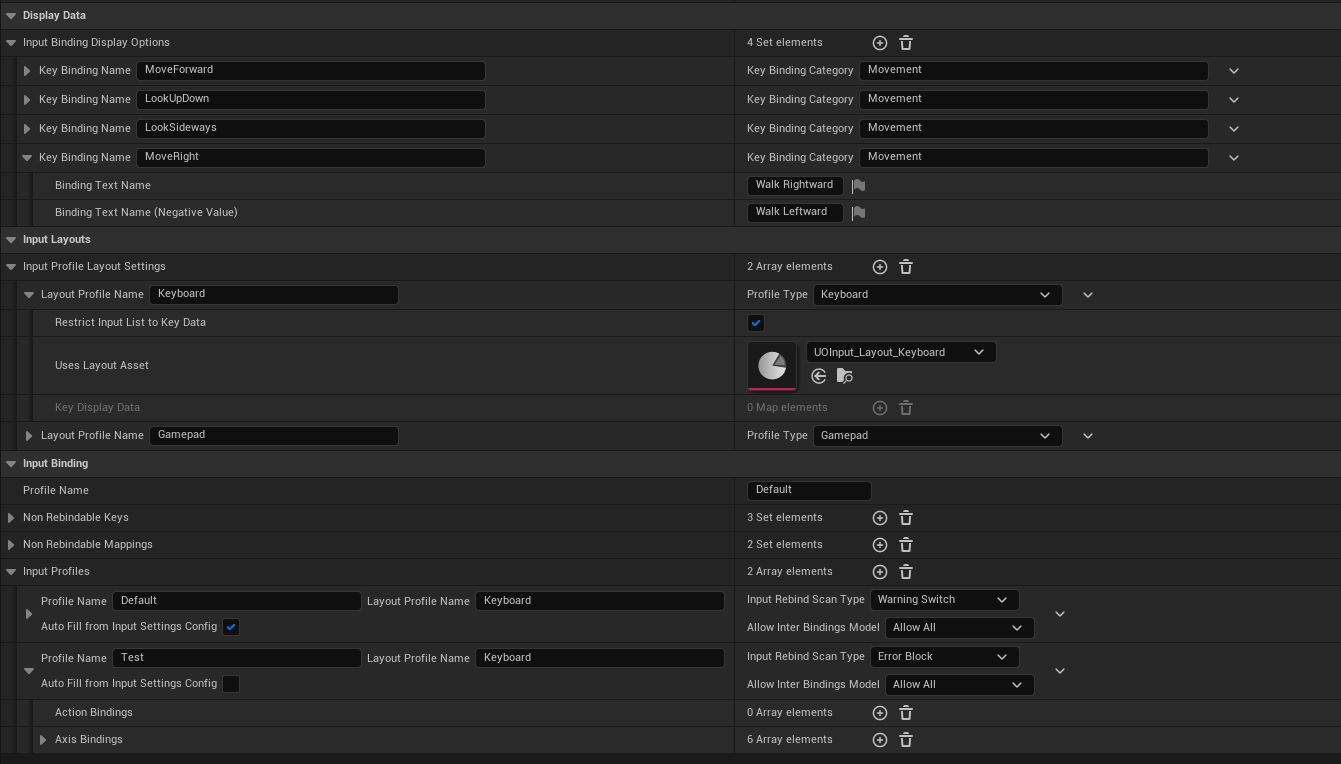 Display Data
Input Binding Display Options 4 Set elements
Key Binding Name MoveForward Key Binding Category Movement
Key Binding Name LookUpDown Key Binding Category Movement
Key Binding Name LookSideways Key Binding Category Movement
Key Binding Name MoveRight Key Binding Category Movement
Binding Text Name Walk Rightward
Binding Text Name (Negative Value) Walk Leftward
Input Layouts
Input Profile Layout Settings 2 Array elements
Layout Profile Name Keyboard Profile Type Keyboard
Restrict Input List to Key Data
Uses Layout Asset UOInput_Layout_Keyboard
Key Display Data 0 Map elements
Layout Profile Name Gamepad Profile Type Gamepad
Input Binding
Profile Name Default
Non Rebindable Keys 3 Set elements
Non Rebindable Mappings 2 Set elements
Input Profiles 2 Array elements
Profile Name Default Layout Profile Name Keyboard Input Rebind Scan Type Warning Switch
Auto Fill from Input Settings Config Allow Inter Bindings Model Allow All
Profile Name Test Layout Profile Name Keyboard Input Rebind Scan Type Error Block
Auto Fill from Input Settings Config Allow Inter Bindings Model Allow All
Action Bindings 0 Array elements
Axis Bindings 6 Array elements